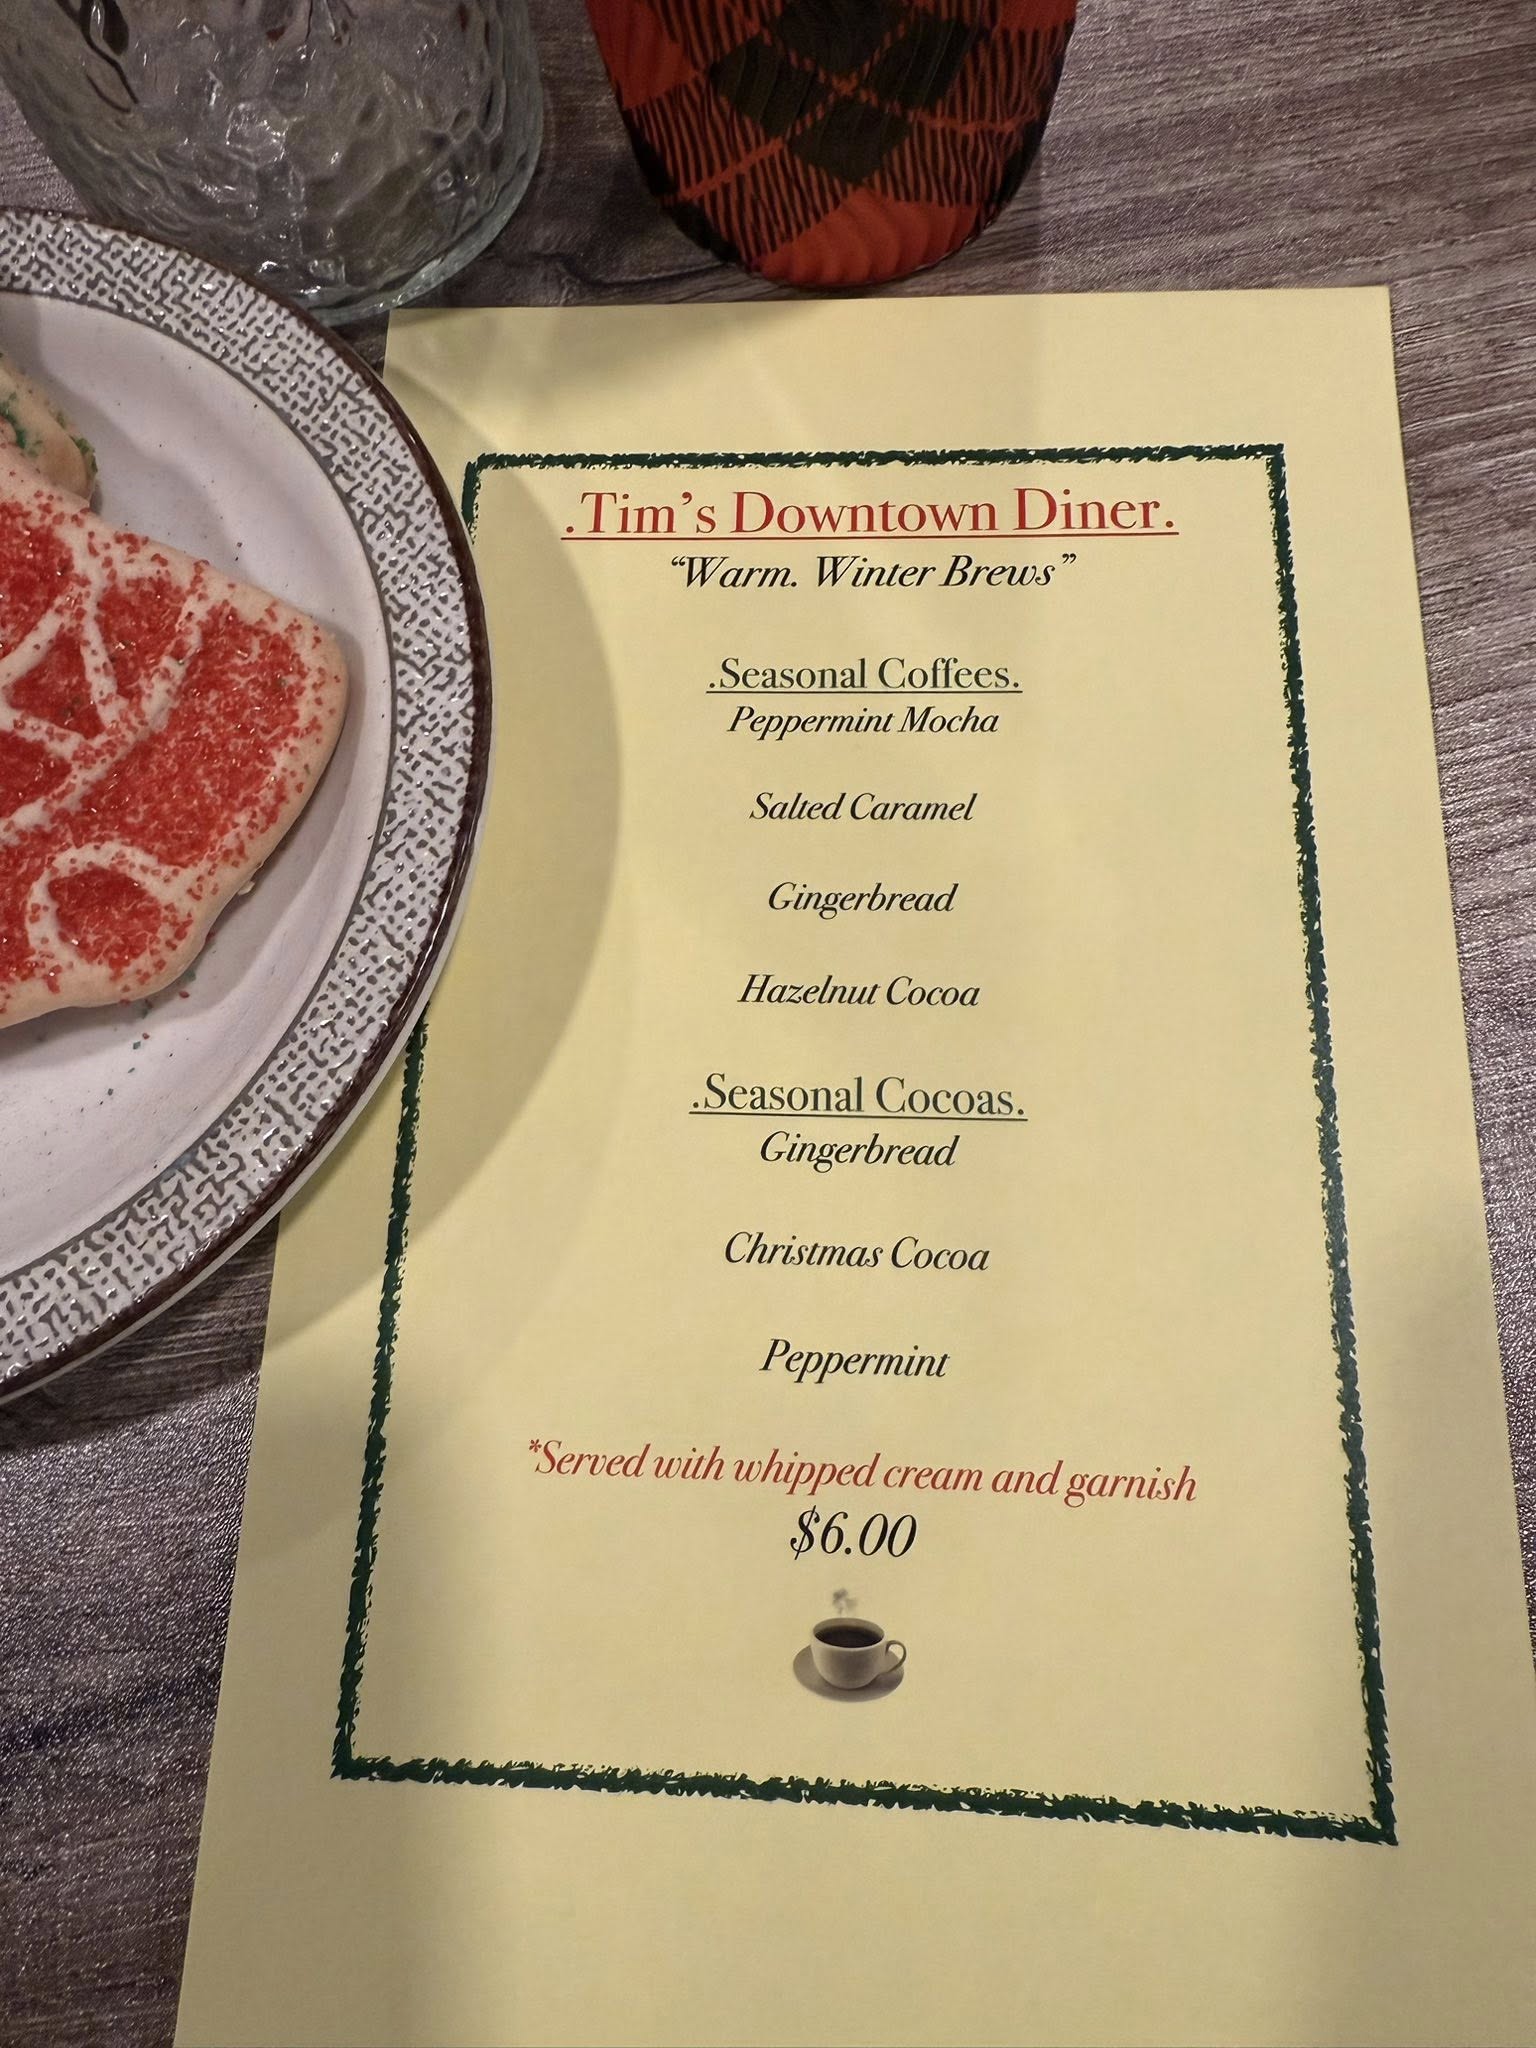 .Tim's Downtown Diner.
“Warm. Winter Brews”
.Seasonal Coffees.
Peppermint Mocha
Salted Caramel
Gingerbread
Hazelnut Cocoa
.Seasonal Cocoas.
Gingerbread
Christmas Cocoa
Peppermint
*Served with whipped cream and garnish
$6.00